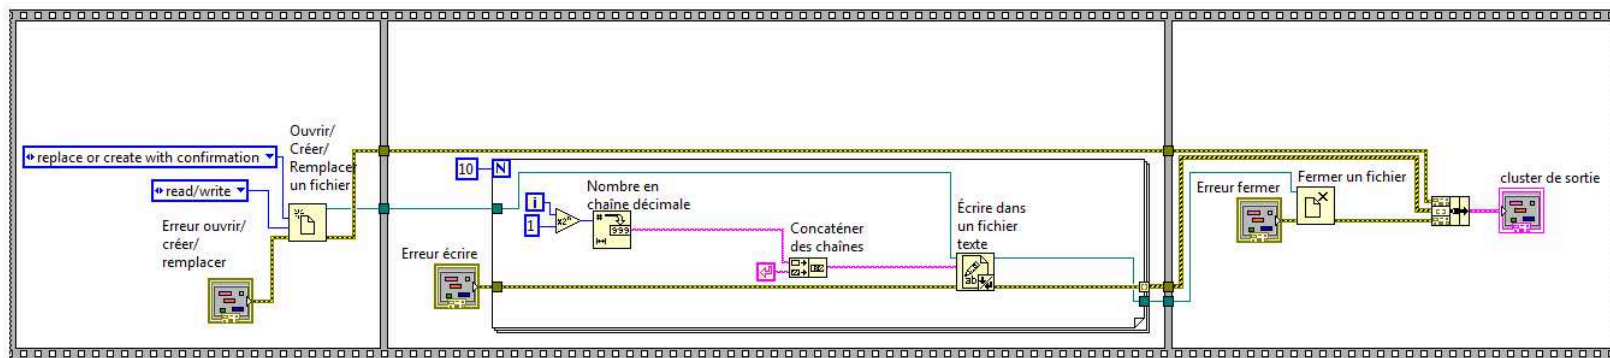 Ouvrir/
Créer/
Remplacer
un fichier
replace or create with confirmation
read/write
Erreur ouvrir/
créer/
remplacer
10
N
i
1
Nombre en
chaîne décimale
Erreur écrire
Concaténer
des chaînes
Écrire dans
un fichier
texte
Erreur fermer
Fermer un fichier
cluster de sortie